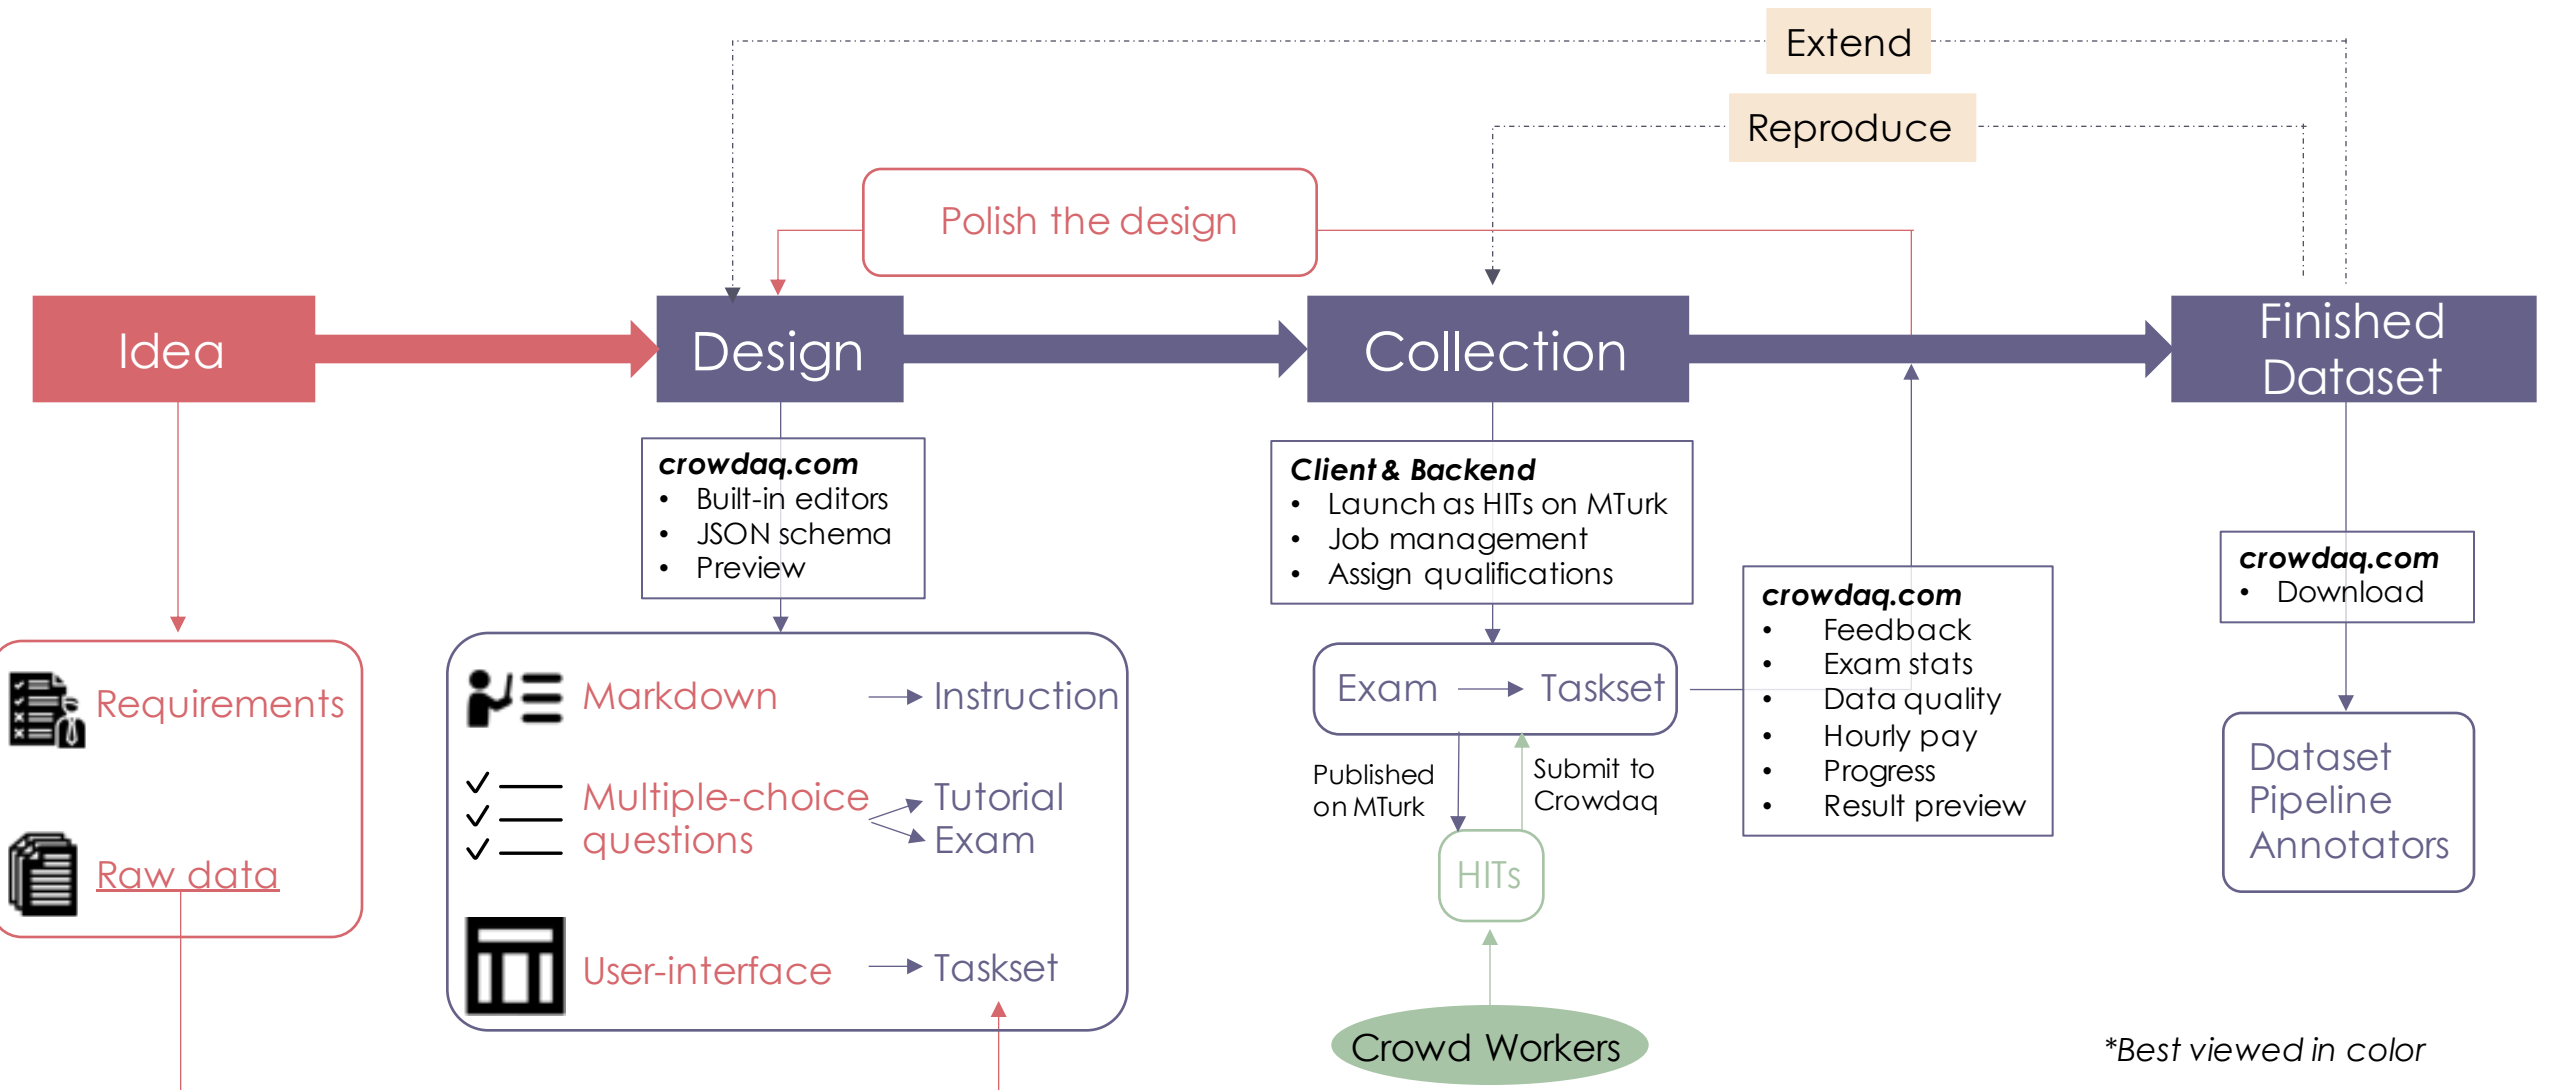 Extend
Reproduce
Polish the design
Idea
Design
Collection
Finished
Dataset
crowdaq.com
• Built-in editors
• JSON schema
• Preview
Client & Backend
• Launch as HITs on MTurk
• Job management
• Assign qualifications
crowdaq.com
• Feedback
• Exam stats
• Data quality
• Hourly pay
• Progress
• Result preview
crowdaq.com
• Download
Requirements
Raw data
Markdown
Instruction
Multiple-choice
questions
Tutorial
Exam
User-interface
Taskset
Exam
Taskset
Published
on MTurk
Submit to
Crowdaq
HITs
Crowd Workers
Dataset
Pipeline
Annotators
*Best viewed in color